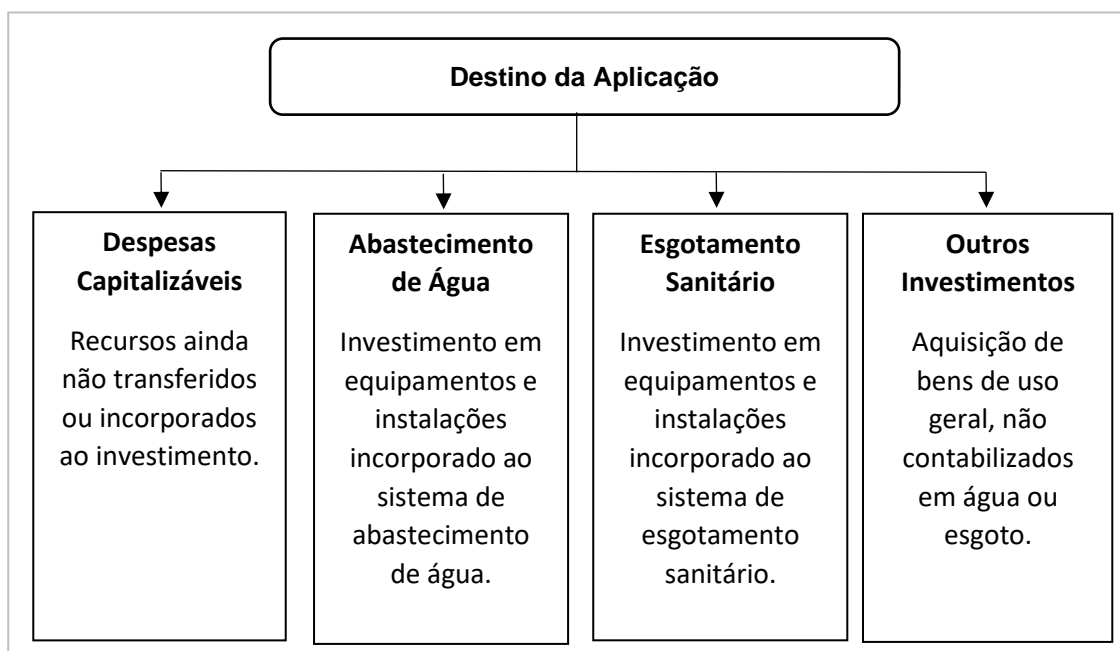 Destino da Aplicação
Despesas
Capitalizáveis
Recursos ainda
não transferidos
ou incorporados
ao investimento.
Abastecimento
de Água
Investimento em
equipamentos e
instalações
incorporado ao
sistema de
abastecimento
de água.
Esgotamento
Sanitário
Investimento em
equipamentos e
instalações
incorporado ao
sistema de
esgotamento
sanitário.
Outros
Investimentos
Aquisição de
bens de uso
geral, não
contabilizados
em água ou
esgoto.